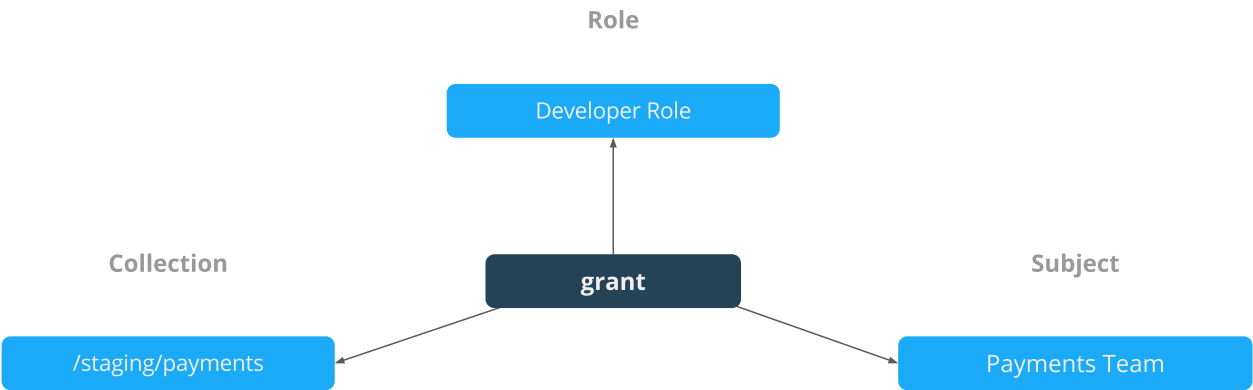 Role
Developer Role
Collection
grant
Subject
/staging/payments
Payments Team